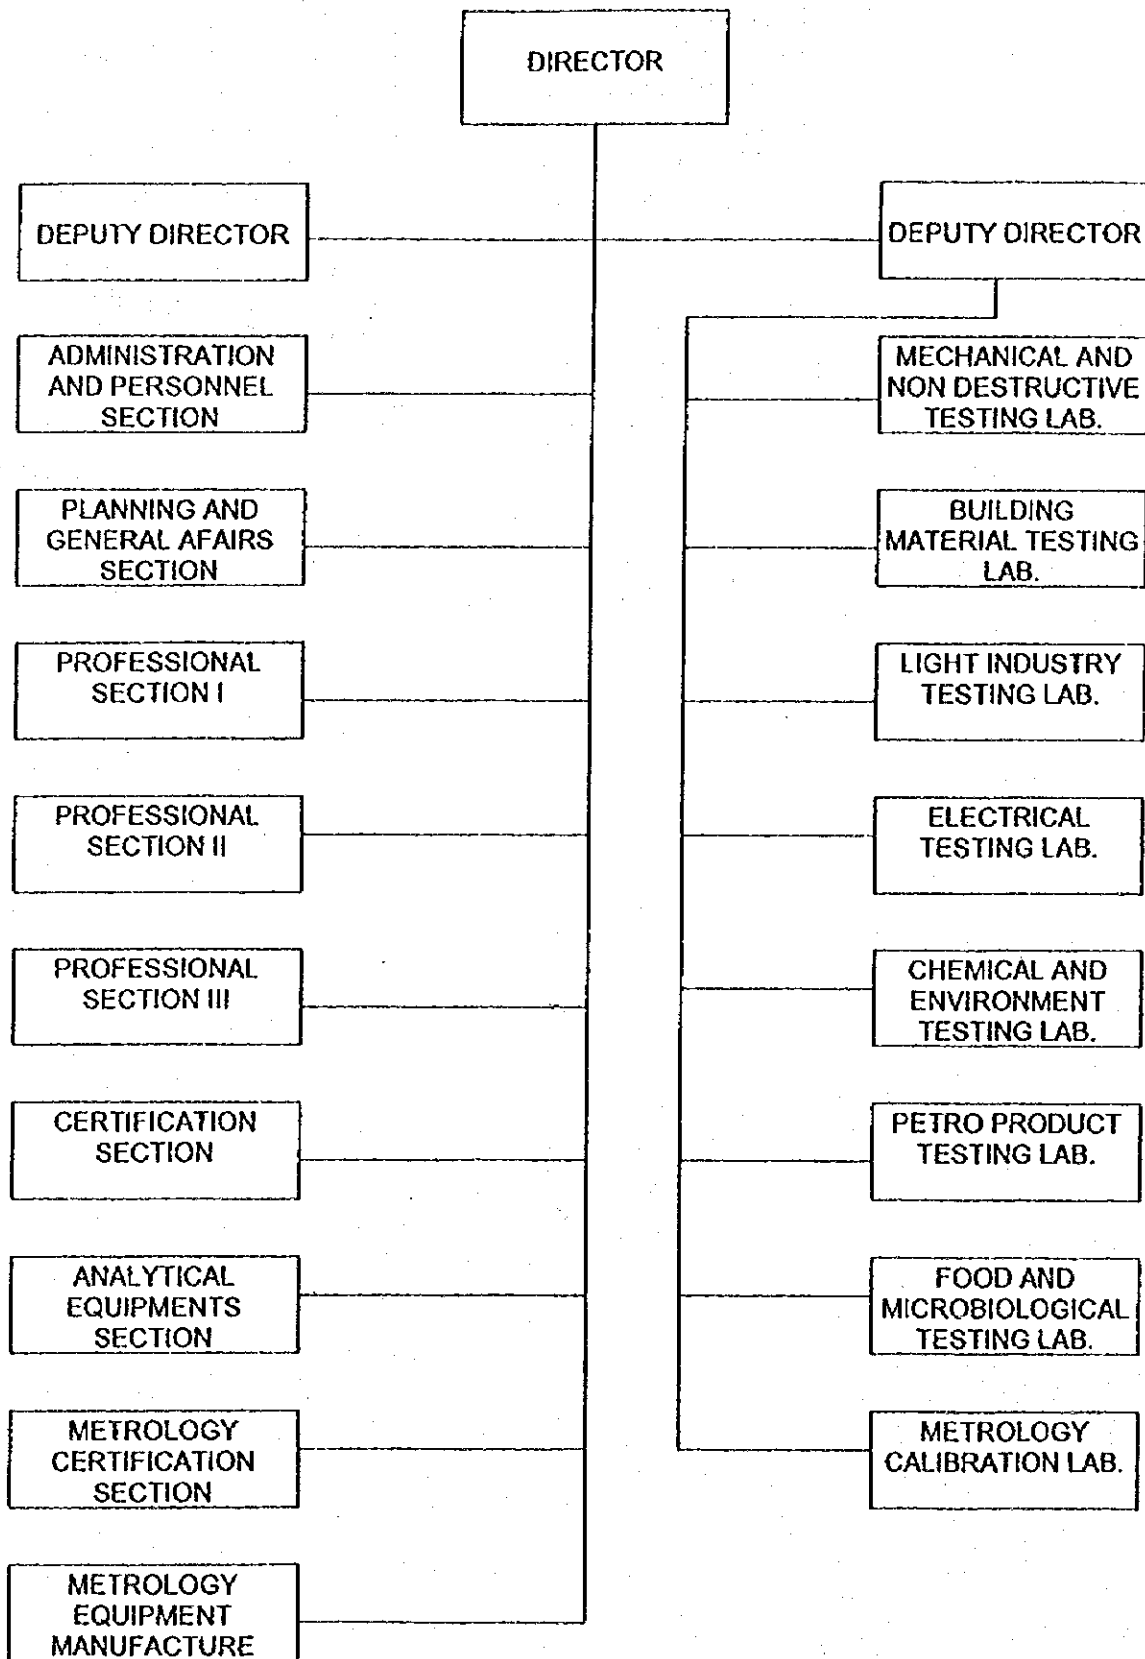 DIRECTOR
DEPUTY DIRECTOR
DEPUTY DIRECTOR
ADMINISTRATION
AND PERSONNEL
SECTION
PLANNING AND
GENERAL AFAIRS
SECTION
PROFESSIONAL
SECTION I
PROFESSIONAL
SECTION II
PROFESSIONAL
SECTION III
CERTIFICATION
SECTION
ANALYTICAL
EQUIPMENTS
SECTION
METROLOGY
CERTIFICATION
SECTION
METROLOGY
EQUIPMENT
MANUFACTURE
MECHANICAL AND
NON DESTRUCTIVE
TESTING LAB.
BUILDING
MATERIAL TESTING
LAB.
LIGHT INDUSTRY
TESTING LAB.
ELECTRICAL
TESTING LAB.
CHEMICAL AND
ENVIRONMENT
TESTING LAB.
PETRO PRODUCT
TESTING LAB.
FOOD AND
MICROBIOLOGICAL
TESTING LAB.
METROLOGY
CALIBRATION LAB.